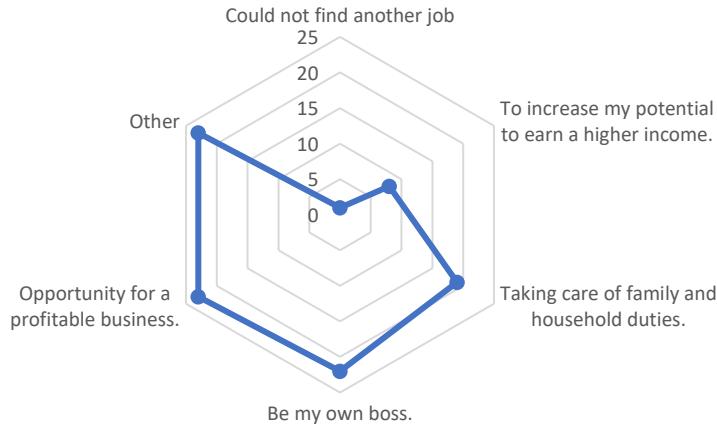 Could not find another job
25
20
15
10
5
0
To increase my potential
to earn a higher income.
Taking care of family and
household duties.
Be my own boss.
Opportunity for a
profitable business.
Other